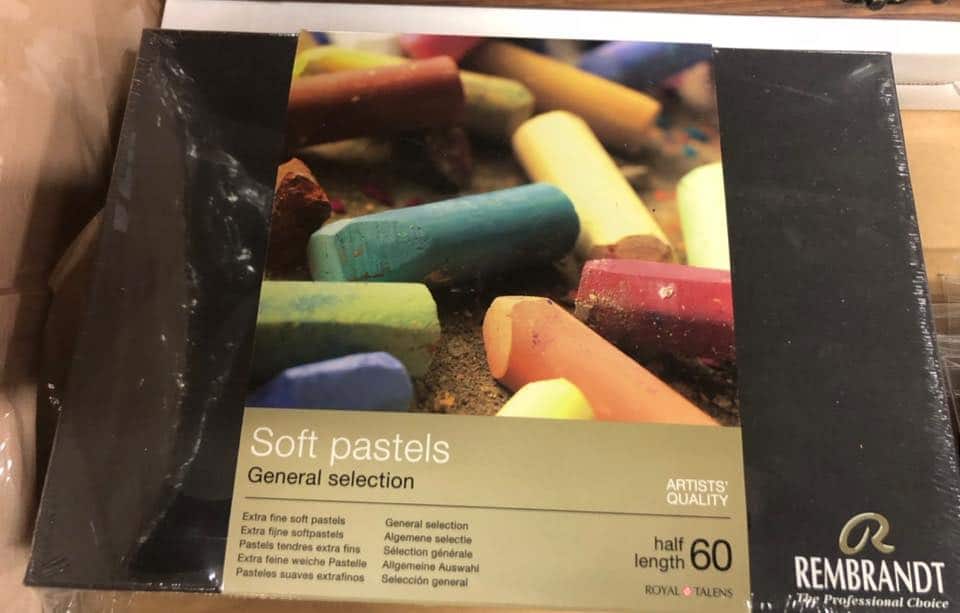 Soft pastels
General selection
ARTISTS'
QUALITY
Extra fine soft pastels
Extra fijne softpastels
Pastels tendres extra fins
Extra feine weiche Pastelle
Pasteles suaves extrafinos
General selection
Algemene selectie
Sélection générale
Allgemeine Auswahl
Selección general
half
length 60
ROYAL TALENS
R
REMBRANDT
The Professional Choice